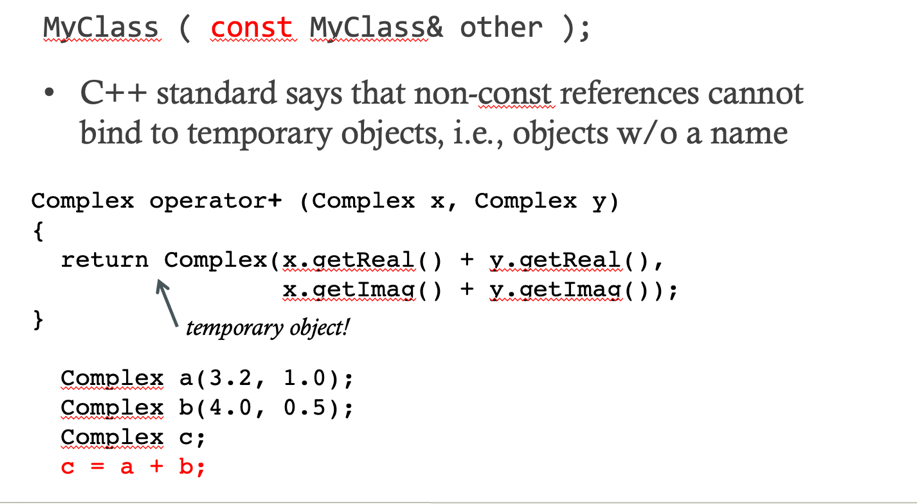 MyClass ( const MyClass& other );
• C++ standard says that non-const references cannot
bind to temporary objects, i.e., objects w/o a name
Complex operator+ (Complex x, Complex y)
{
return Complex(x.getReal() + y.getReal(),
x.getImag() + y.getImag());
}
temporary object!
Complex a(3.2, 1.0);
Complex b(4.0, 0.5);
Complex c;
c = a + b;